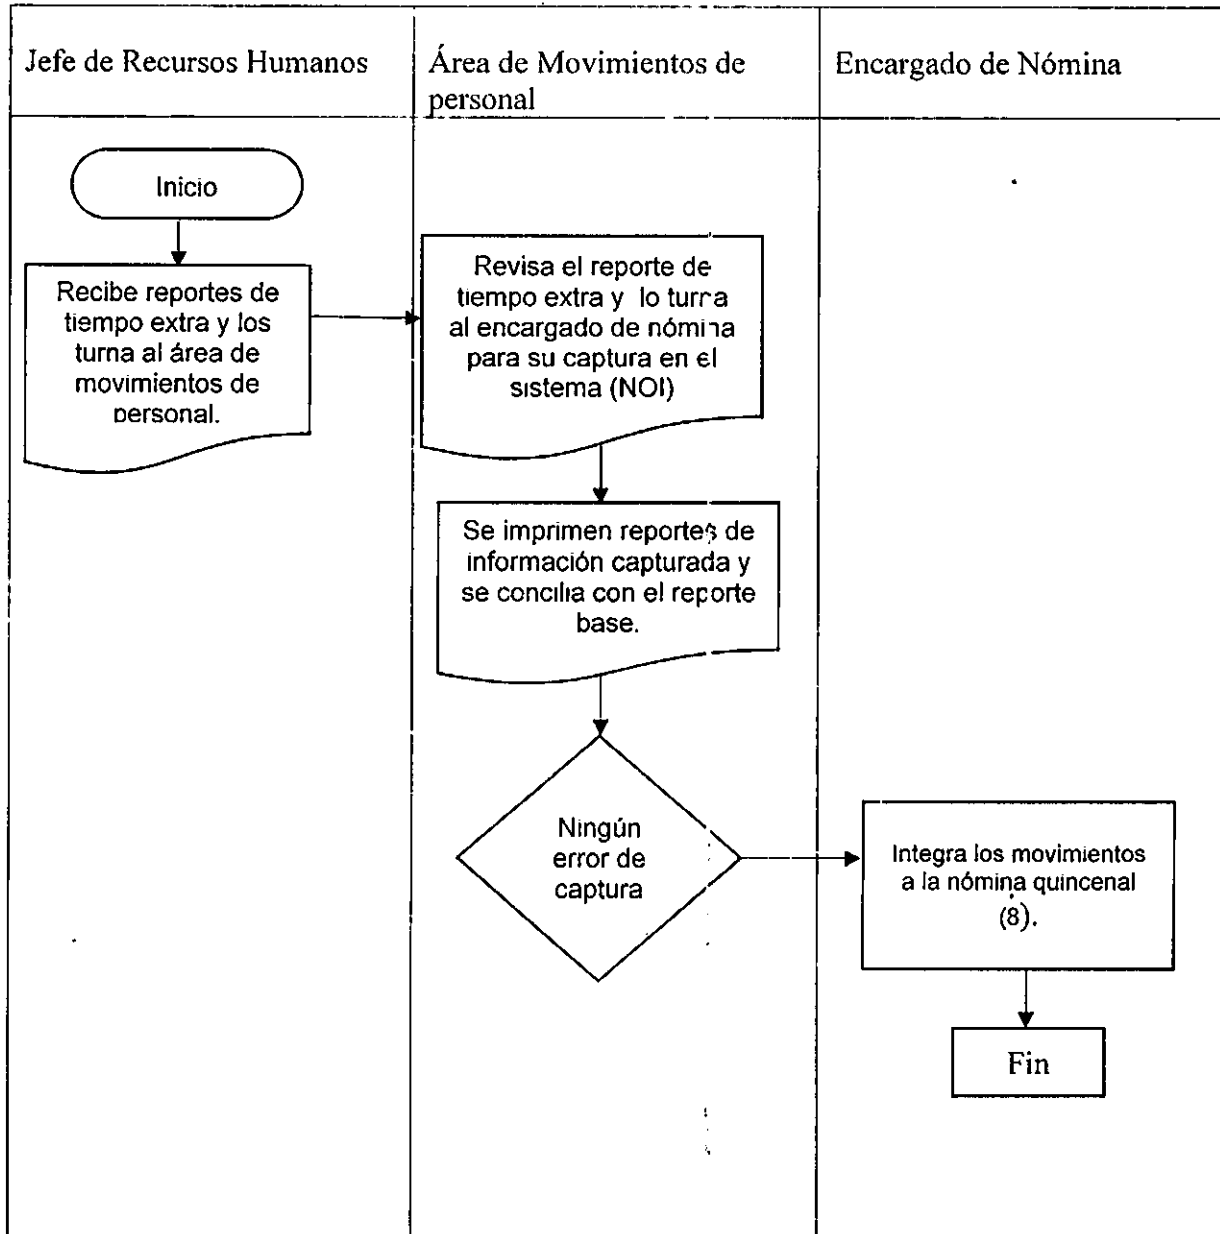 Jefe de Recursos Humanos
Área de Movimientos de
personal
Encargado de Nómina
Inicio
Recibe reportes de
tiempo extra y los
turna al área de
movimientos de
personal.
Revisa el reporte de
tiempo extra y lo turna
al encargado de nómina
para su captura en el
sistema (NOI)
Se imprimen reportes de
información capturada y
se concilia con el reporte
base.
Ningún
error de
captura
Integra los movimientos
a la nómina quincenal
(8).
Fin